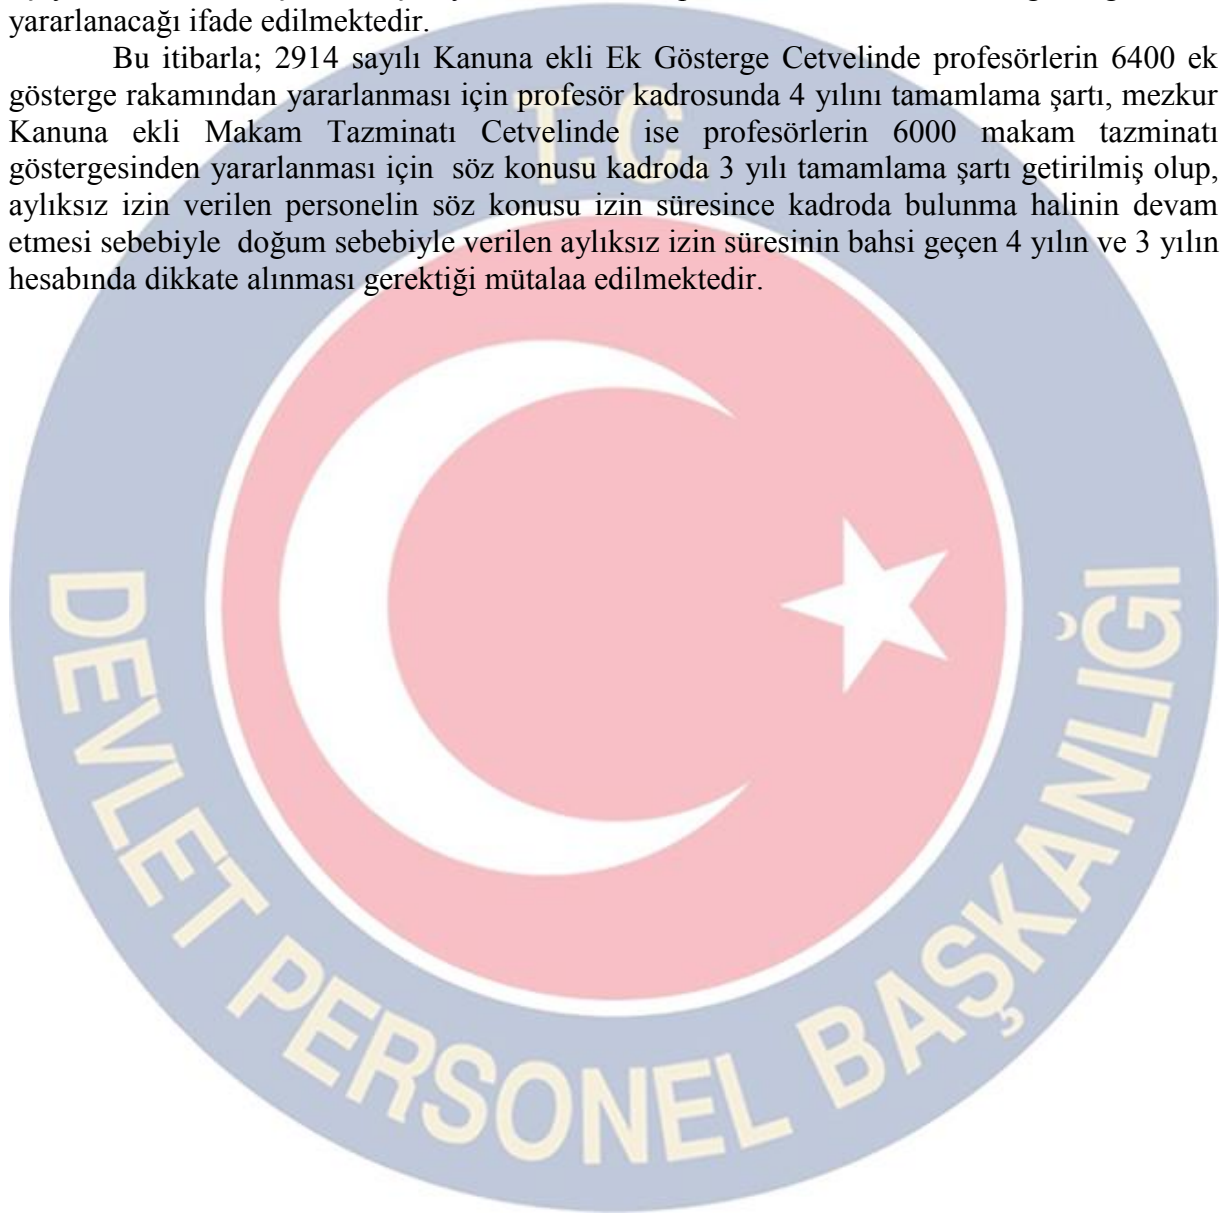 yararlanacağı ifade edilmektedir.
Bu itibarla; 2914 sayılı Kanuna ekli Ek Gösterge Cetvelinde profesörlerin 6400 ek
gösterge rakamından yararlanması için profesör kadrosunda 4 yılını tamamlama şartı, mezkur
Kanuna ekli Makam Tazminatı Cetvelinde ise profesörlerin 6000 makam tazminatı
göstergesinden yararlanması için söz konusu kadroda 3 yılı tamamlama şartı getirilmiş olup,
aylıksız izin verilen personelin söz konusu izin süresince kadroda bulunma halinin devam
etmesi sebebiyle doğum sebebiyle verilen aylıksız izin süresinin bahsi geçen 4 yılın ve 3 yılın
hesabında dikkate alınması gerektiği mütalaa edilmektedir.
T.C.
DEVLET PERSONEL BAŞKANLIĞI